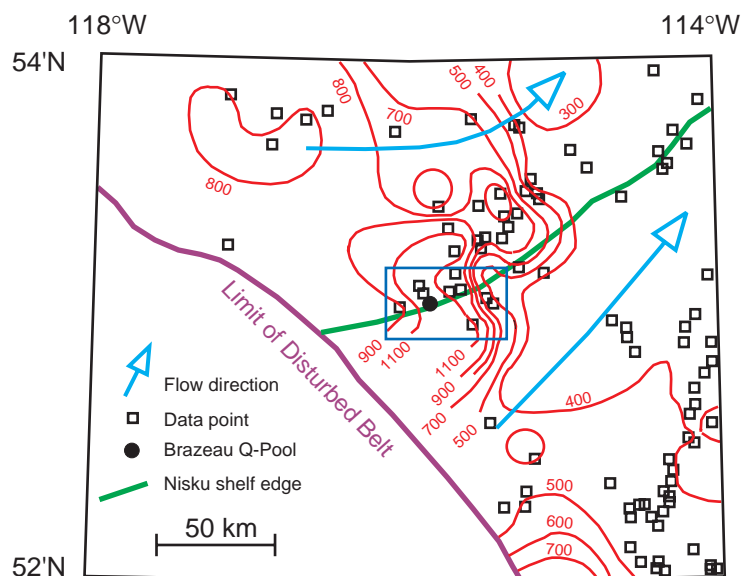 118°W
114°W
54'N
800
700
500
400
300
800
900
1100
1100
900
700
500
400
500
600
700
Limit of Disturbed Belt
Flow direction
Data point
Brazeau Q-Pool
Nisku shelf edge
50 km
52'N